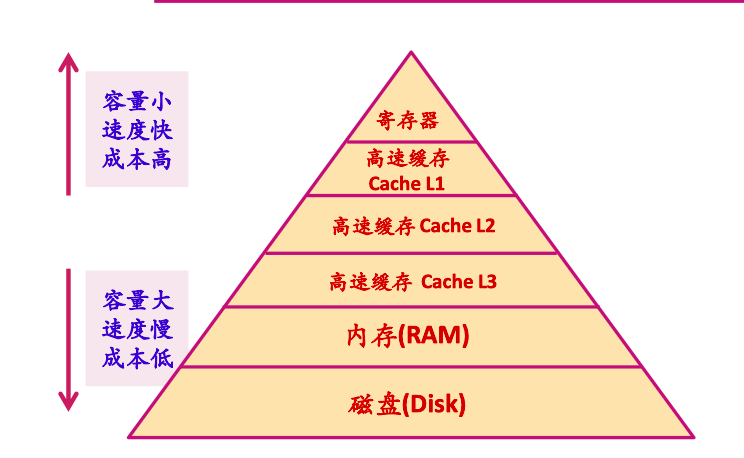 容量小
速度快
成本高
寄存器
高速缓存
Cache L1
高速缓存 Cache L2
高速缓存 Cache L3
容量大
速度慢
成本低
内存(RAM)
磁盘(Disk)